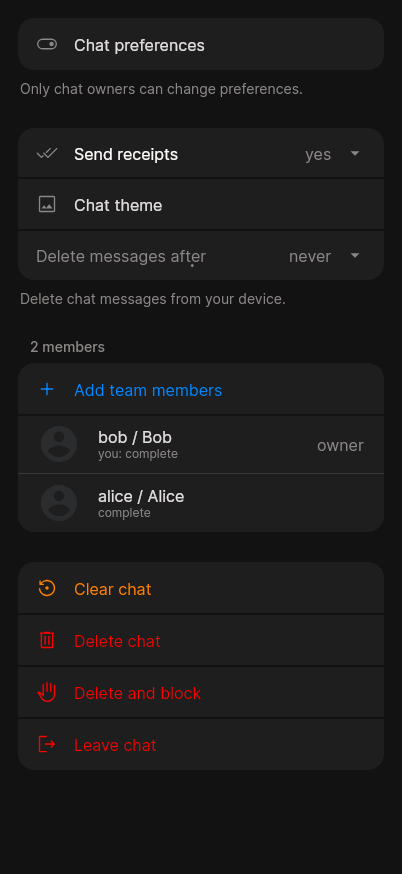 Chat preferences
Only chat owners can change preferences.
Send receipts yes
Chat theme
Delete messages after never
Delete chat messages from your device.
2 members
Add team members
bob / Bob
you: complete
owner
alice / Alice
complete
Clear chat
Delete chat
Delete and block
Leave chat